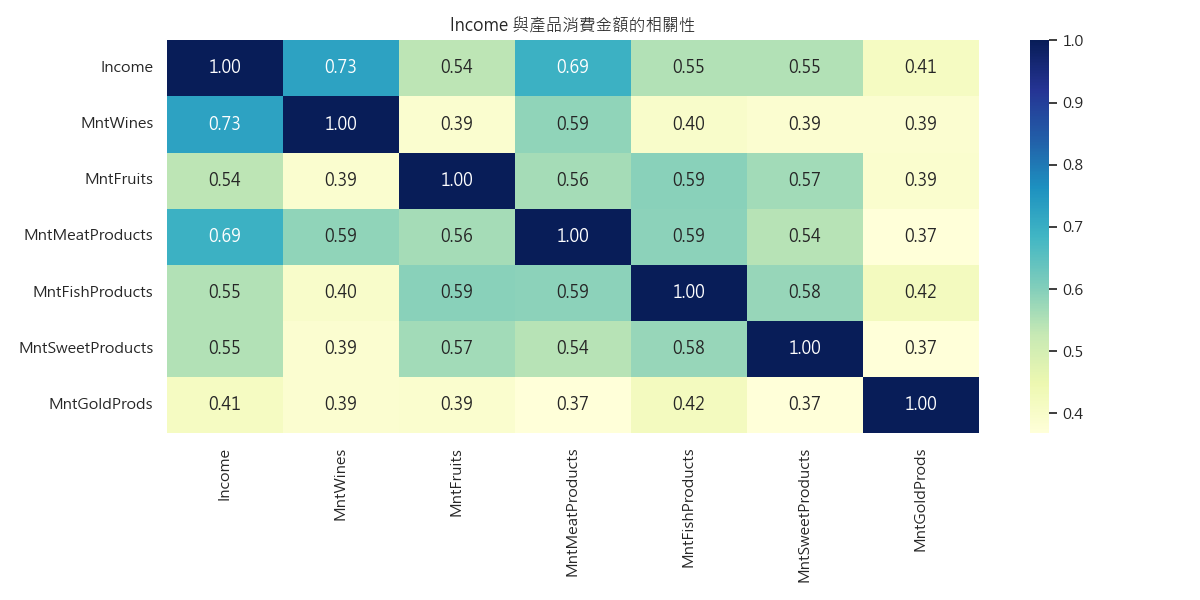 Income 與產品消費金額的相關性
Income 1.00 0.73 0.54 0.69 0.55 0.55 0.41
MntWines 0.73 1.00 0.39 0.59 0.40 0.39 0.39
MntFruits 0.54 0.39 1.00 0.56 0.59 0.57 0.39
MntMeatProducts 0.69 0.59 0.56 1.00 0.59 0.54 0.37
MntFishProducts 0.55 0.40 0.59 0.59 1.00 0.58 0.42
MntSweetProducts 0.55 0.39 0.57 0.54 0.58 1.00 0.37
MntGoldProds 0.41 0.39 0.39 0.37 0.42 0.37 1.00
Income
MntWines
MntFruits
MntMeatProducts
MntFishProducts
MntSweetProducts
MntGoldProds
1.0
0.9
0.8
0.7
0.6
0.5
0.4